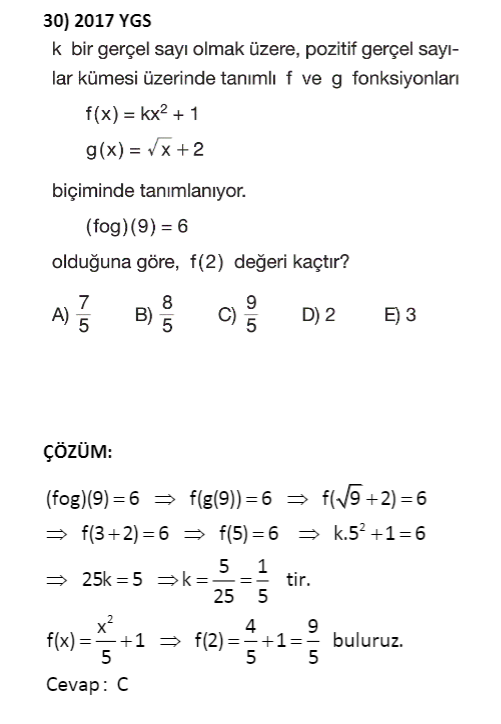 30) 2017 YGS
k bir gerçel sayı olmak üzere, pozitif gerçel sayı-
lar kümesi üzerinde tanımlı f ve g fonksiyonları
f(x) = kx² + 1
g(x) = √x + 2
biçiminde tanımlanıyor.
(fog)(9) = 6
olduğuna göre, f(2) değeri kaçtır?
A) 7/5 B) 8/5 C) 9/5 D) 2 E) 3
ÇÖZÜM:
(fog)(9) = 6 ⇒ f(g(9)) = 6 ⇒ f(√9 + 2) = 6
⇒ f(3+2) = 6 ⇒ f(5) = 6 ⇒ k.5² + 1 = 6
⇒ 25k = 5 ⇒ k = 5/25 = 1/5 tir.
f(x) = x²/5 + 1 ⇒ f(2) = 4/5 + 1 = 9/5 buluruz.
Cevap : C